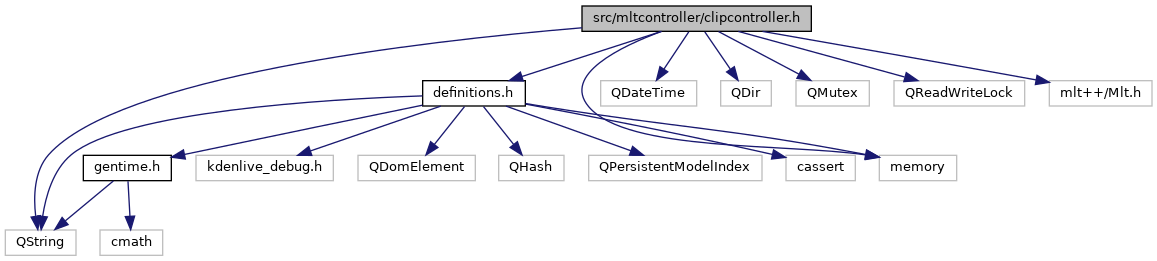 src/mltcontroller/clipcontroller.h
definitions.h
QDateTime
QDir
QMutex
QReadWriteLock
mlt++/Mlt.h
gentime.h
kdenlive_debug.h
QDomElement
QHash
QPersistentModelIndex
cassert
memory
QString
cmath